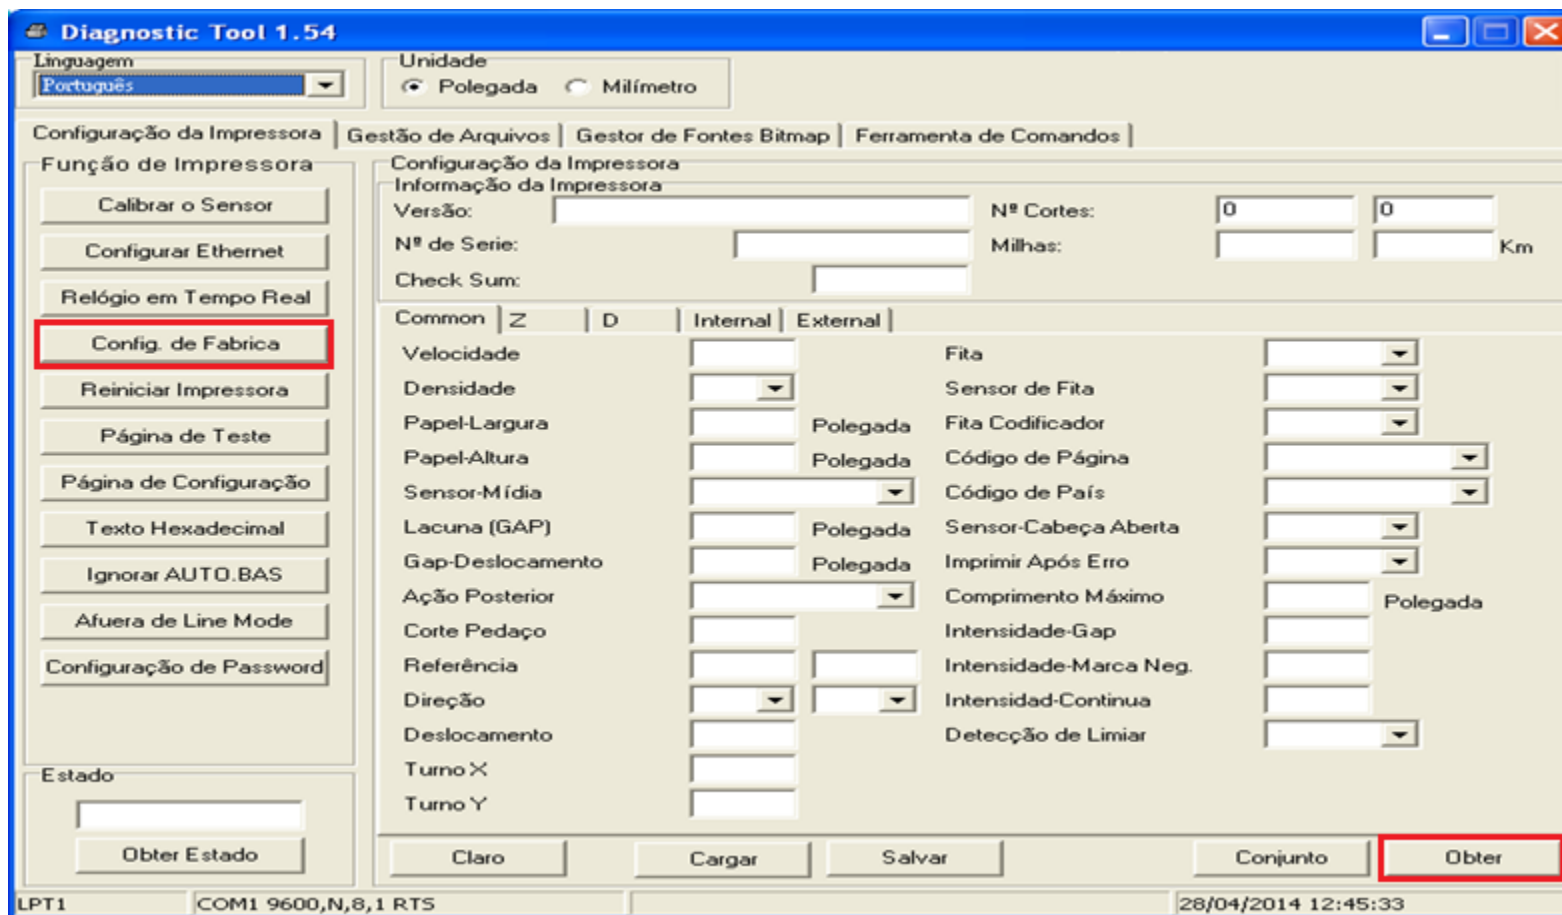 Diagnostic Tool 1.54
Linguagem
Português
Unidade
Polegada Milímetro
Configuração da Impressora Gestão de Arquivos Gestor de Fontes Bitmap Ferramenta de Comandos
Função de Impressora
Calibrar o Sensor
Configurar Ethernet
Relógio em Tempo Real
Config. de Fabrica
Reiniciar Impressora
Página de Teste
Página de Configuração
Texto Hexadecimal
Ignorar AUTO.BAS
Afuera de Line Mode
Configuração de Password
Estado
Obter Estado
Configuração da Impressora
Informação da Impressora
Versão: Nº Cortes: 0 0
Nº de Serie: Milhas: Km
Check Sum:
Common Z D Internal External
Velocidade Fita
Densidade Sensor de Fita
Papel-Largura Polegada Fita Codificador
Papel-Altura Polegada Código de Página
Sensor-Mídia Código de País
Lacuna (GAP) Polegada Sensor-Cabeça Aberta
Gap-Deslocamento Polegada Imprimir Após Erro
Ação Posterior Comprimento Máximo Polegada
Corte Pedaço Intensidade-Gap
Referência Intensidade-Marca Neg.
Direção Intensidad-Continua
Deslocamento Detecção de Limiar
Turno X
Turno Y
Claro Cargar Salvar Conjunto Obter
LPT1 COM1 9600,N,8,1 RTS 28/04/2014 12:45:33